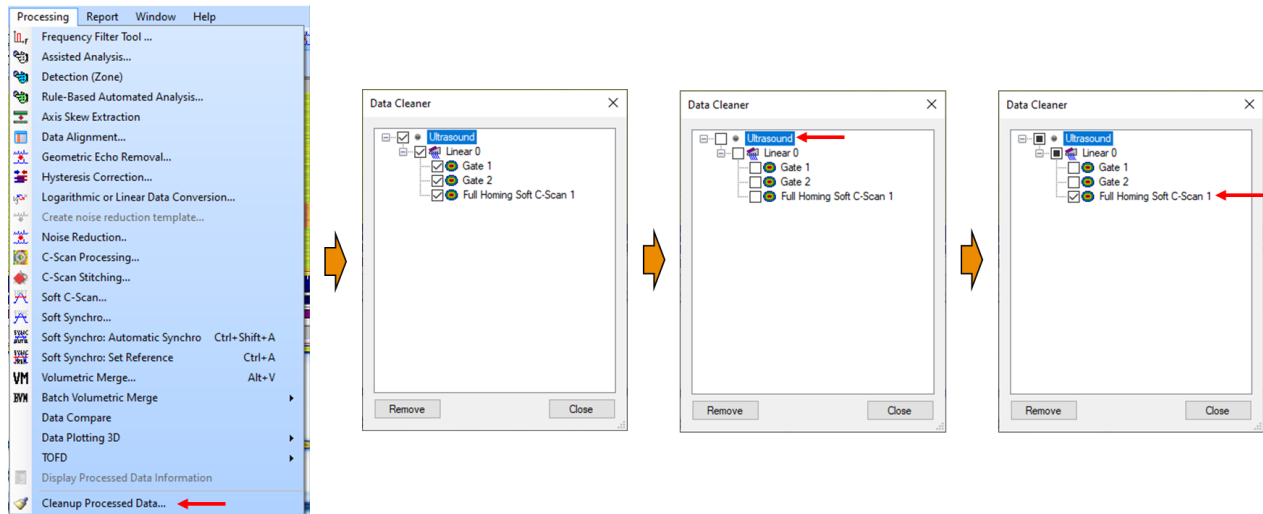 Processing Report Window Help
Frequency Filter Tool ...
Assisted Analysis...
Detection (Zone)
Rule-Based Automated Analysis...
Axis Skew Extraction
Data Alignment...
Geometric Echo Removal...
Hysteresis Correction...
Logarithmic or Linear Data Conversion...
Create noise reduction template...
Noise Reduction..
C-Scan Processing...
C-Scan Stitching...
Soft C-Scan...
Soft Synchro...
Soft Synchro: Automatic Synchro Ctrl+Shift+A
Soft Synchro: Set Reference Ctrl+A
VM Volumetric Merge... Alt+V
BVM Batch Volumetric Merge
Data Compare
Data Plotting 3D
TOFD
Display Processed Data Information
Cleanup Processed Data...
Data Cleaner
Ultrasound
Linear 0
Gate 1
Gate 2
Full Homing Soft C-Scan 1
Remove Close
Data Cleaner
Ultrasound
Linear 0
Gate 1
Gate 2
Full Homing Soft C-Scan 1
Remove Close
Data Cleaner
Ultrasound
Linear 0
Gate 1
Gate 2
Full Homing Soft C-Scan 1
Remove Close